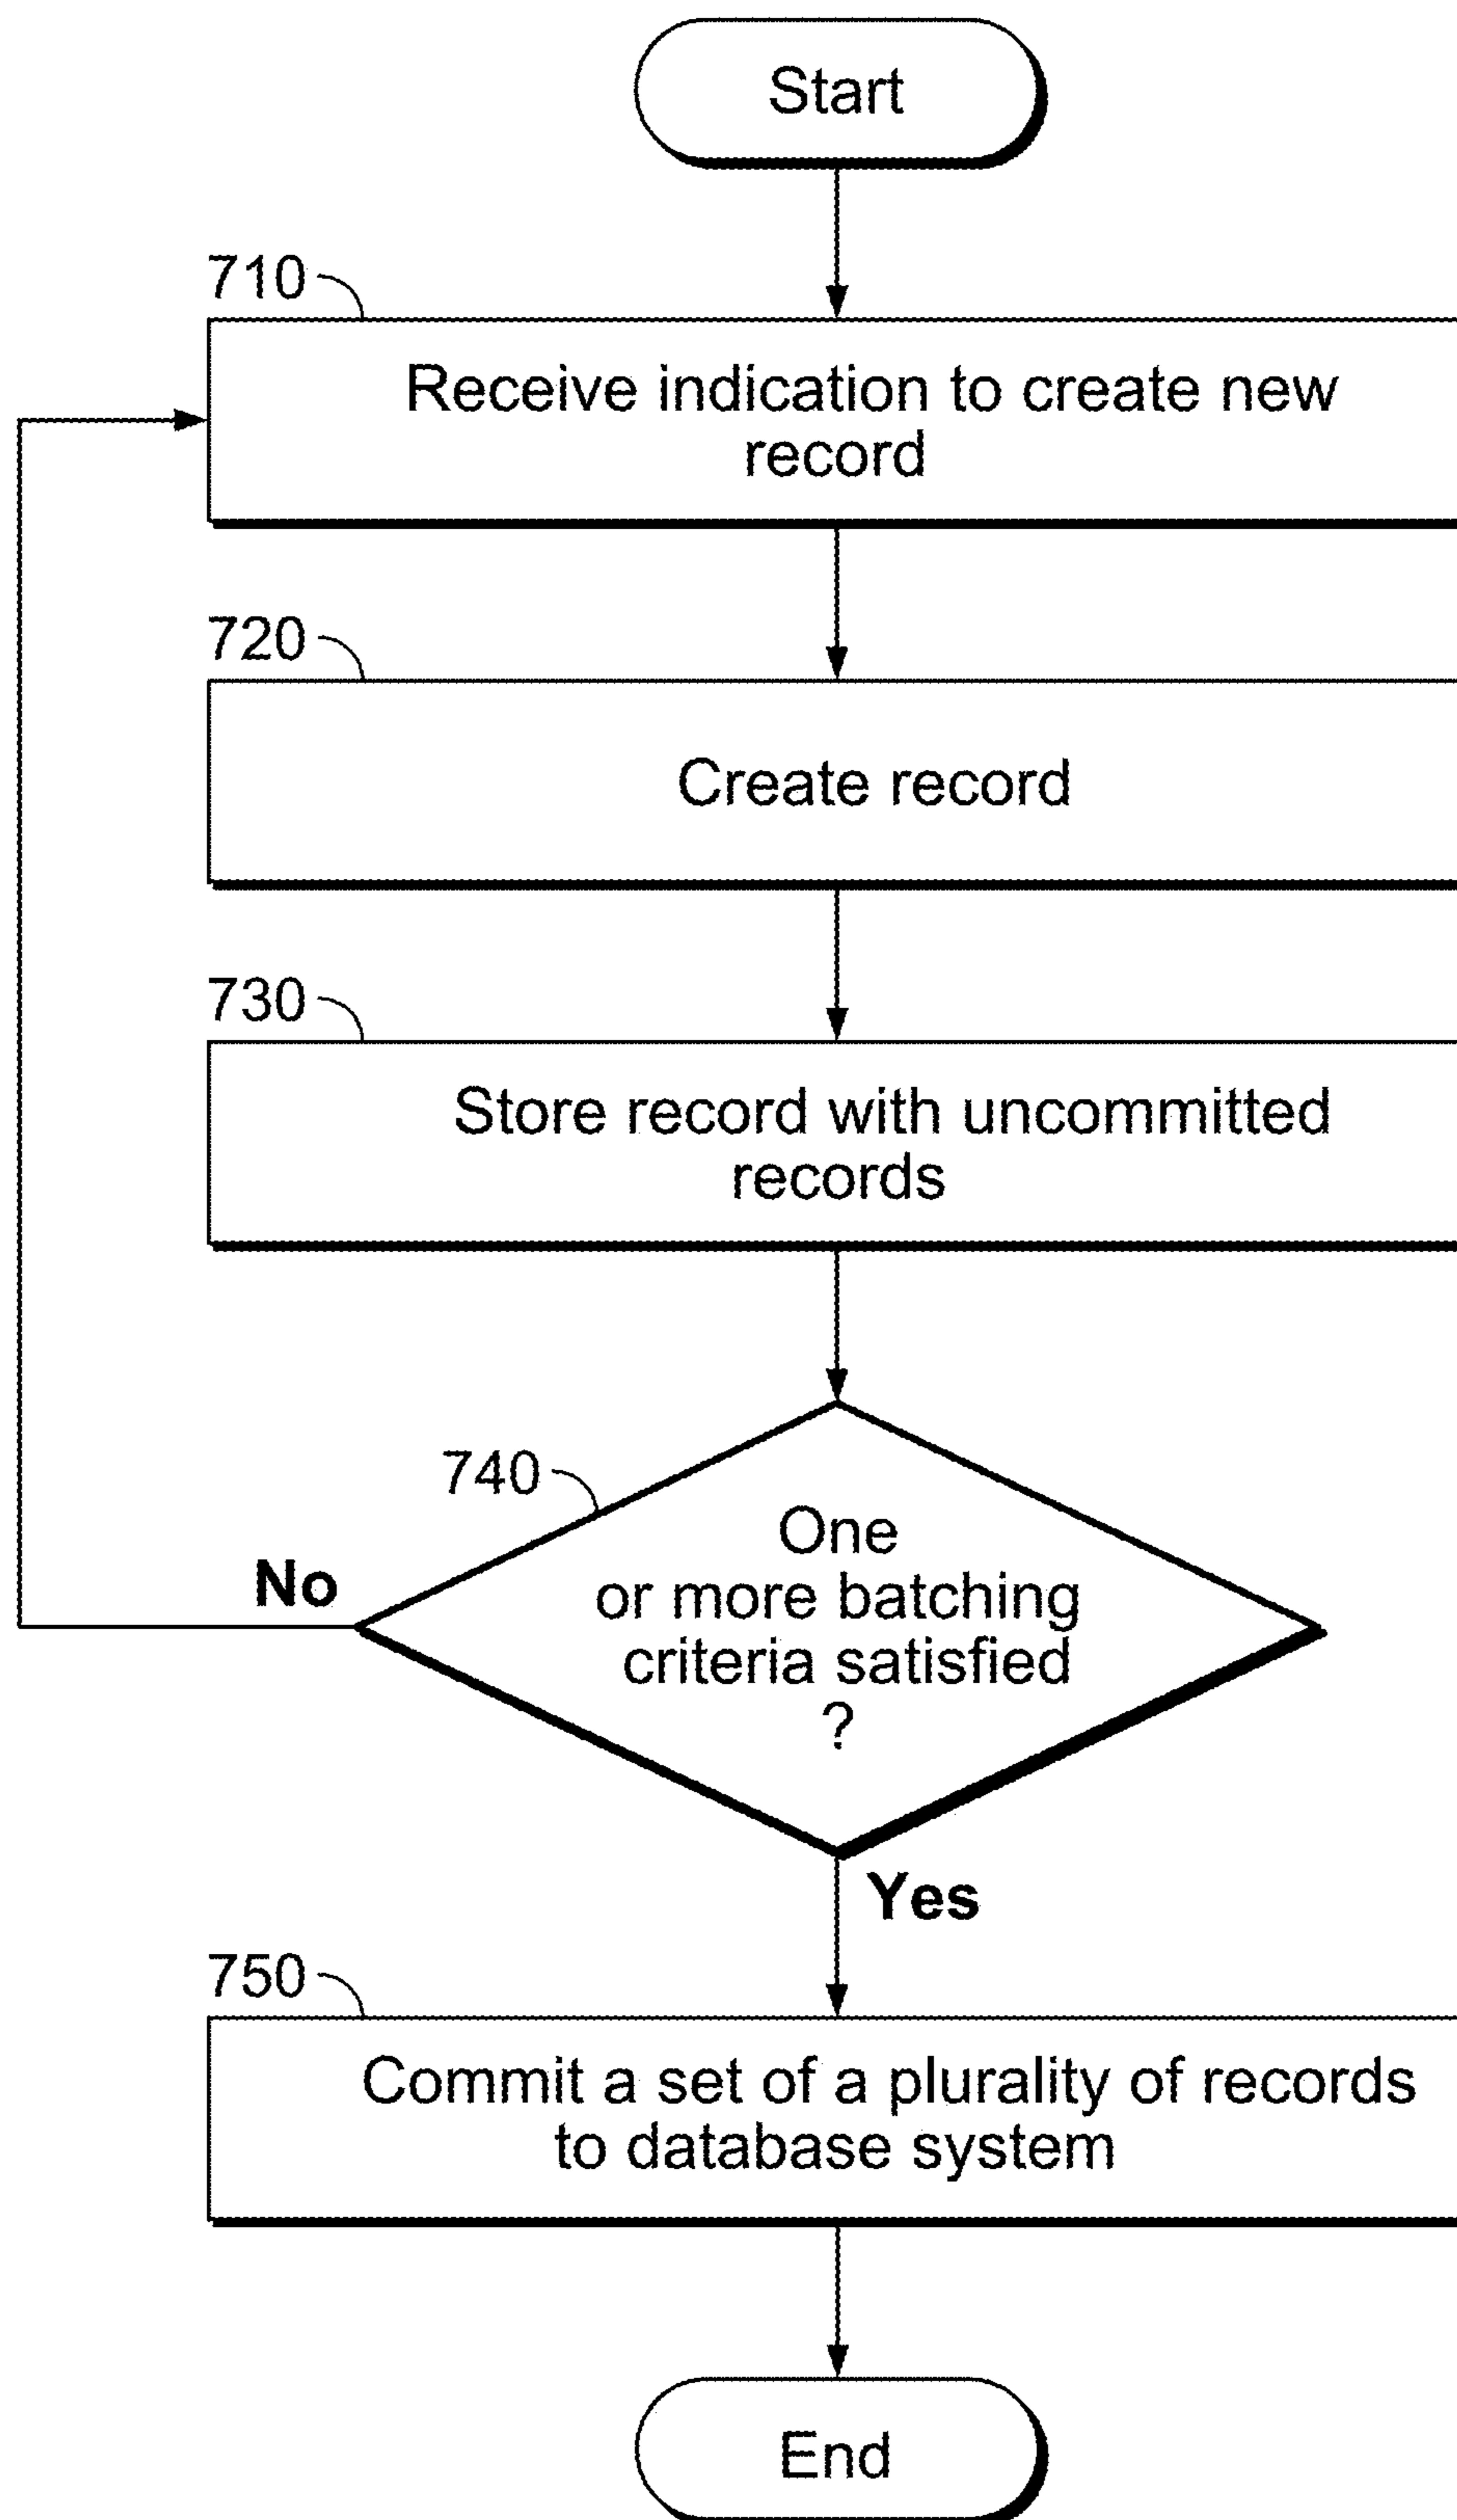 Start
710
Receive indication to create new
record
720
Create record
730
Store record with uncommitted
records
740
One
or more batching
criteria satisfied
?
No
Yes
750
Commit a set of a plurality of records
to database system
End